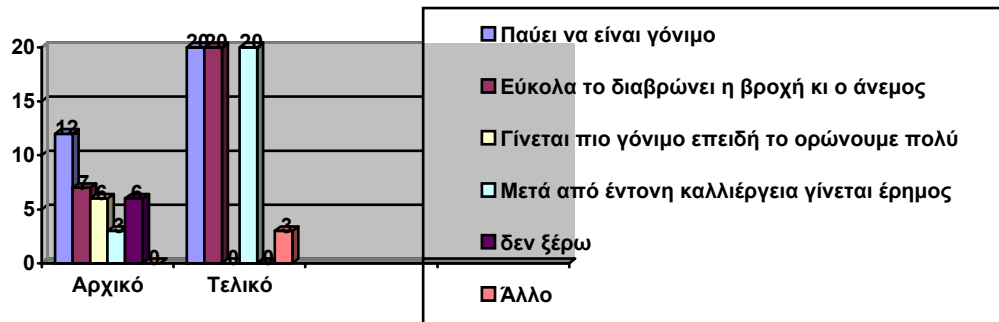 20
15
10
5
0
12
7
6
3
6
0
20
20
0
20
0
3
Αρχικό
Τελικό
Παύει να είναι γόνιμο
Εύκολα το διαβρώνει η βροχή κι ο άνεμος
Γίνεται πιο γόνιμο επειδή το ορώνουμε πολύ
Μετά από έντονη καλλιέργεια γίνεται έρημος
δεν ξέρω
Άλλο